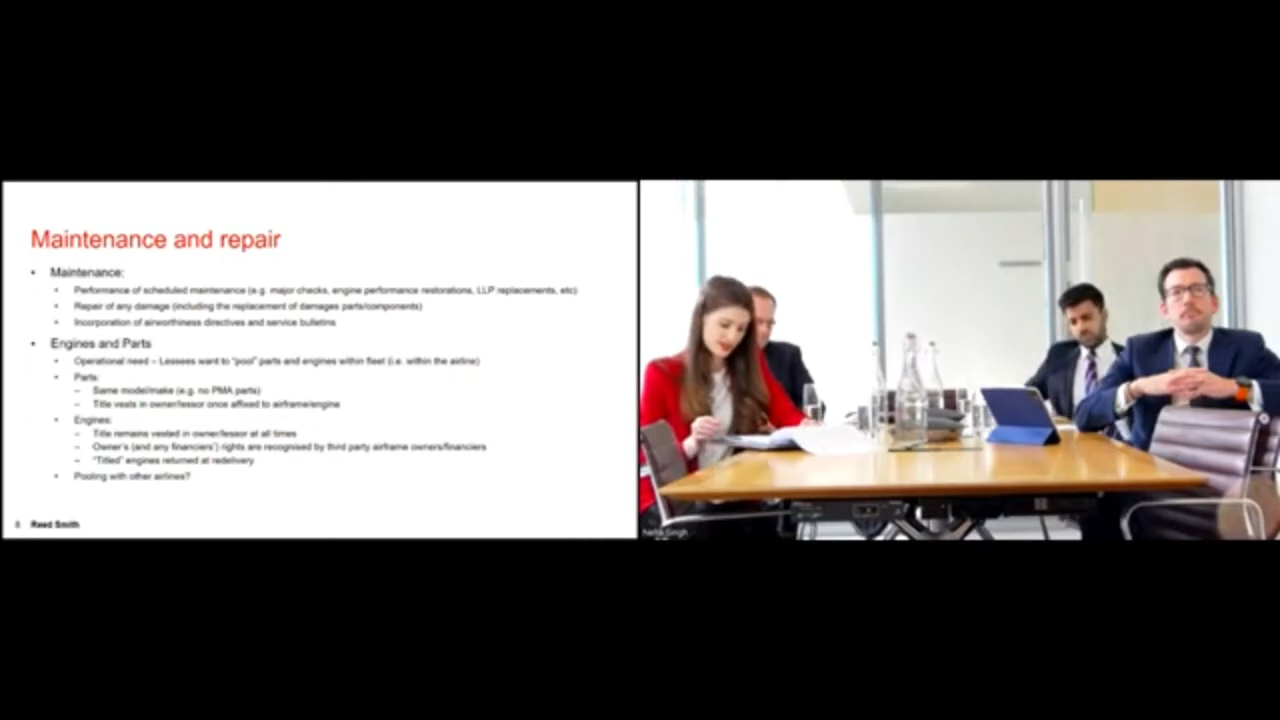 Maintenance and repair
• Maintenance:
• Performance of scheduled maintenance (e.g. major checks, engine performance restorations, LLP replacements, etc)
• Repair of any damage (including the replacement of damages parts/components)
• Incorporation of airworthiness directives and service bulletins
• Engines and Parts
• Operational need – Lessees want to "pool" parts and engines within fleet (i.e. within the airline)
• Parts:
– Same model/make (e.g. no PMA parts)
– Title vests in owner/lessor once affixed to airframe/engine
• Engines:
– Title remains vested in owner/lessor at all times
– Owner's (and any financiers') rights are recognised by third party airframe owners/financiers
– "Titled" engines returned at redelivery
• Pooling with other airlines?
8 Reed Smith
Singh